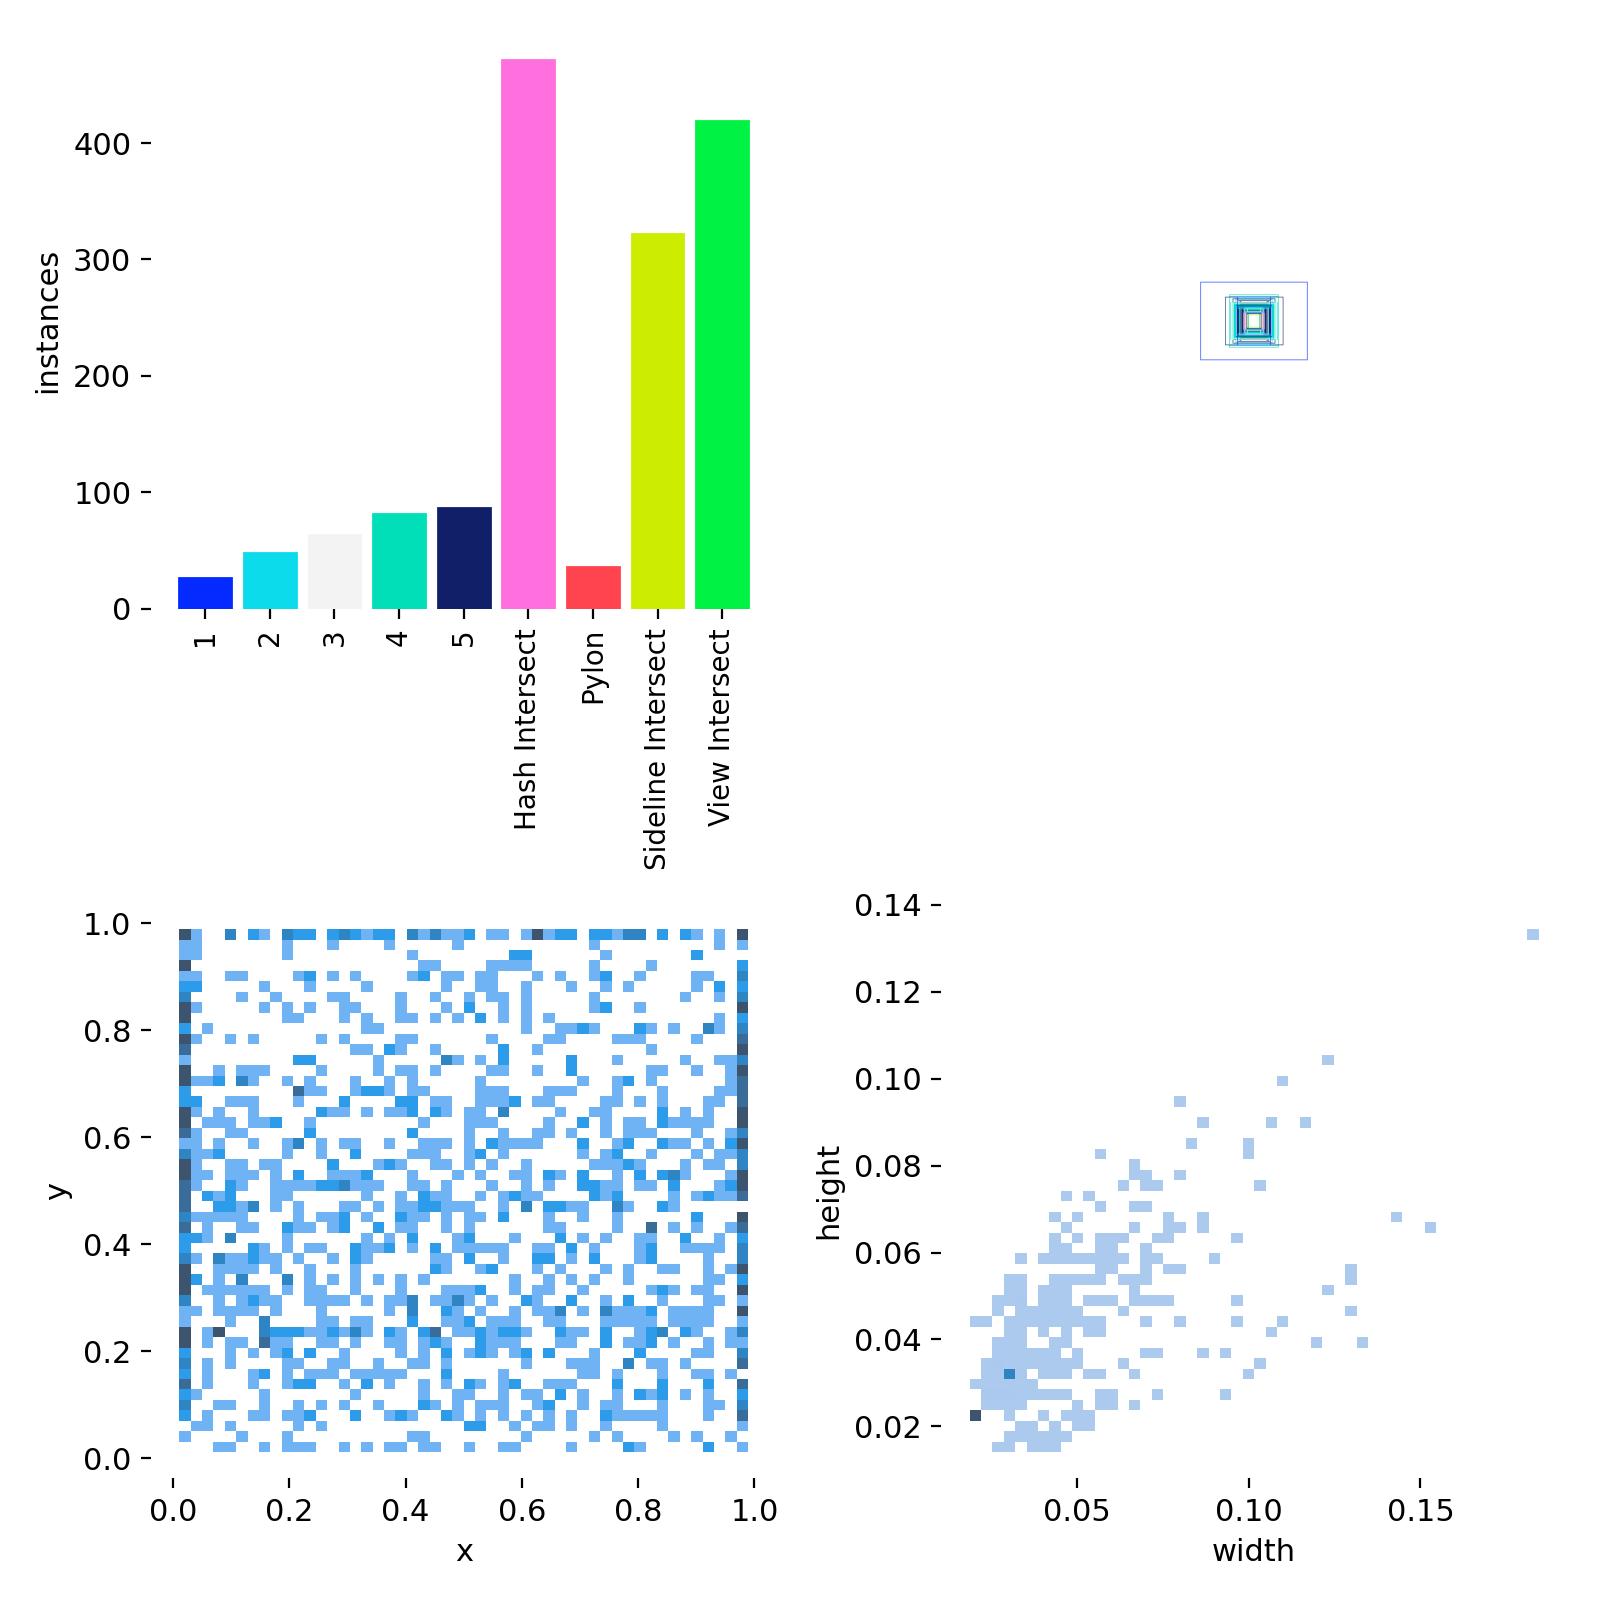 instances
400
300
200
100
0
1
2
3
4
5
Hash Intersect
Pylon
Sideline Intersect
View Intersect
y
1.0
0.8
0.6
0.4
0.2
0.0
0.0 0.2 0.4 0.6 0.8 1.0
x
height
0.14
0.12
0.10
0.08
0.06
0.04
0.02
0.05 0.10 0.15
width